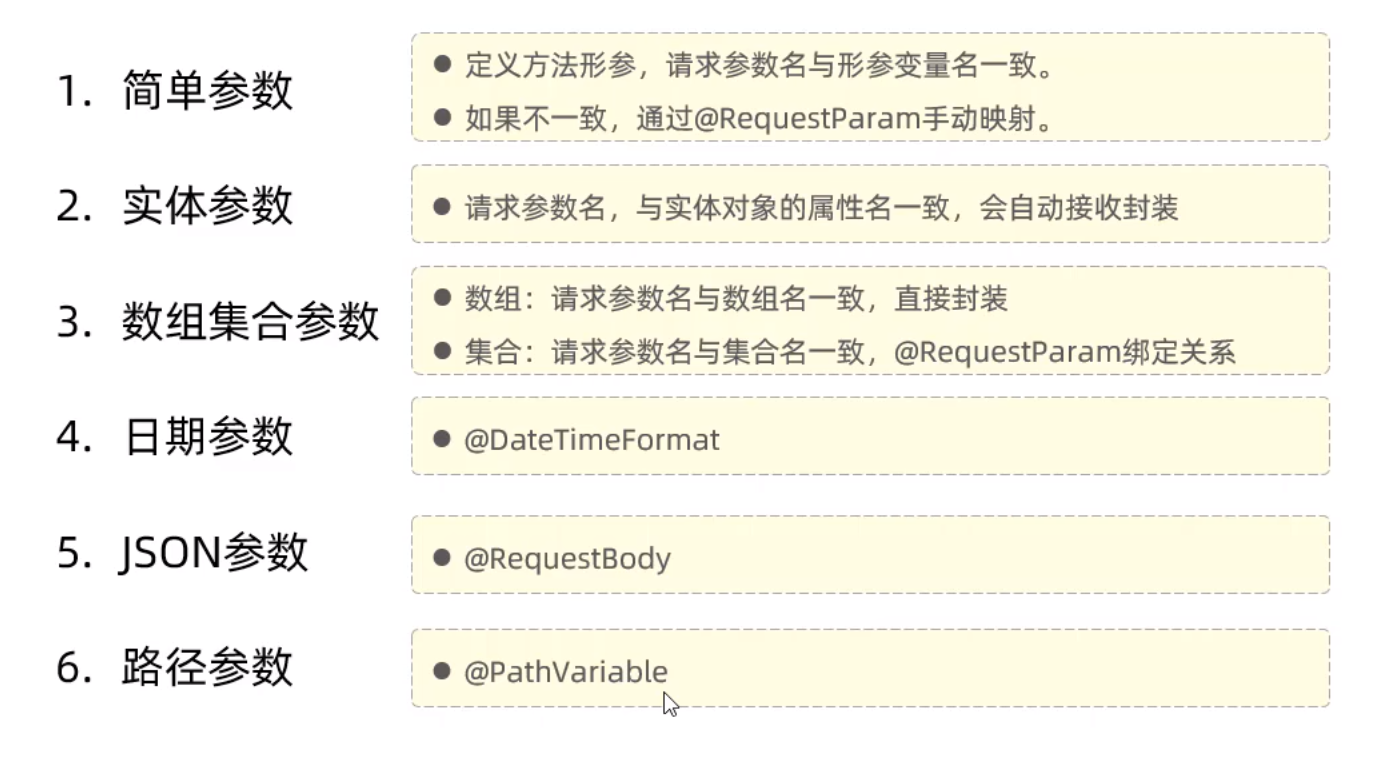 1. 简单参数
● 定义方法形参，请求参数名与形参变量名一致。
● 如果不一致，通过@RequestParam手动映射。
2. 实体参数
● 请求参数名，与实体对象的属性名一致，会自动接收封装
3. 数组集合参数
● 数组：请求参数名与数组名一致，直接封装
● 集合：请求参数名与集合名一致，@RequestParam绑定关系
4. 日期参数
● @DateTimeFormat
5. JSON参数
● @RequestBody
6. 路径参数
● @PathVariable